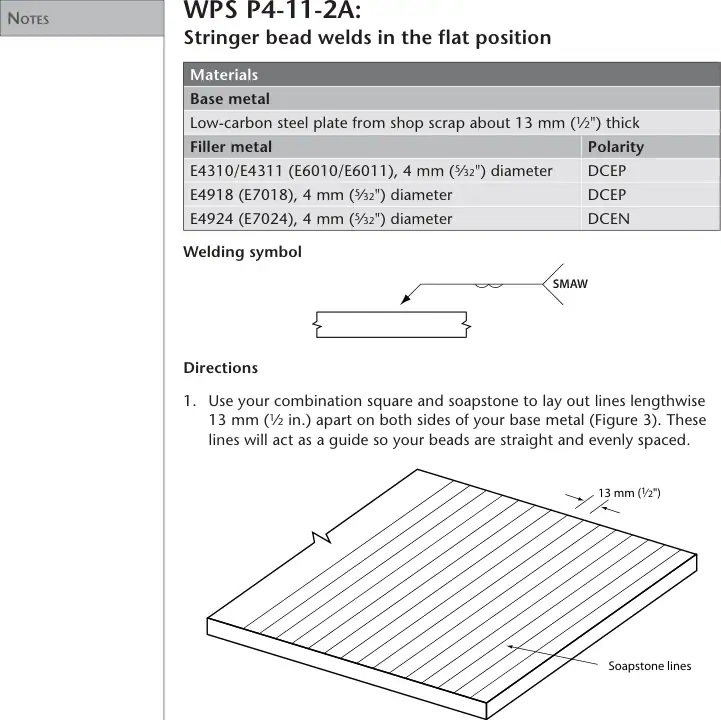 NOTES
WPS P4-11-2A:
Stringer bead welds in the flat position
Materials
Base metal
Low-carbon steel plate from shop scrap about 13 mm (½") thick
Filler metal Polarity
E4310/E4311 (E6010/E6011), 4 mm (5⁄32") diameter DCEP
E4918 (E7018), 4 mm (5⁄32") diameter DCEP
E4924 (E7024), 4 mm (5⁄32") diameter DCEN
Welding symbol
SMAW
Directions
1. Use your combination square and soapstone to lay out lines lengthwise
13 mm (½ in.) apart on both sides of your base metal (Figure 3). These
lines will act as a guide so your beads are straight and evenly spaced.
13 mm (½")
Soapstone lines